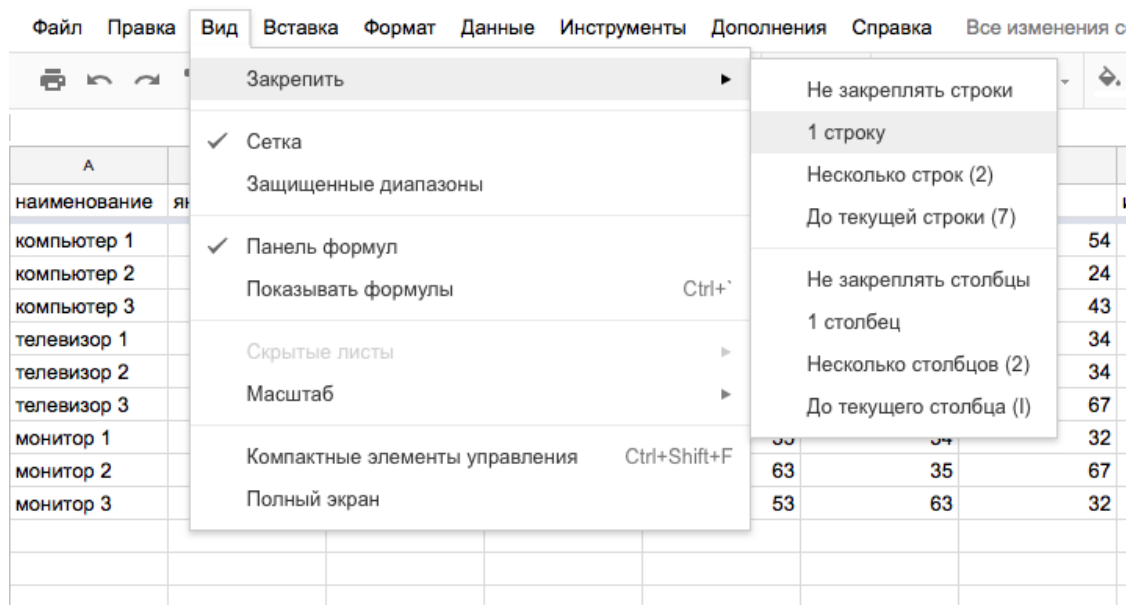 Файл Правка Вид Вставка Формат Данные Инструменты Дополнения Справка Все изменения
Закрепить
Сетка
Защищенные диапазоны
Панель формул
Показывать формулы Ctrl+`
Скрытые листы
Масштаб
Компактные элементы управления Ctrl+Shift+F
Полный экран
Не закреплять строки
1 строку
Несколько строк (2)
До текущей строки (7)
Не закреплять столбцы
1 столбец
Несколько столбцов (2)
До текущего столбца (I)
A
наименование
компьютер 1 54
компьютер 2 24
компьютер 3 43
телевизор 1 34
телевизор 2 34
телевизор 3 67
монитор 1 32
монитор 2 63 35 67
монитор 3 53 63 32